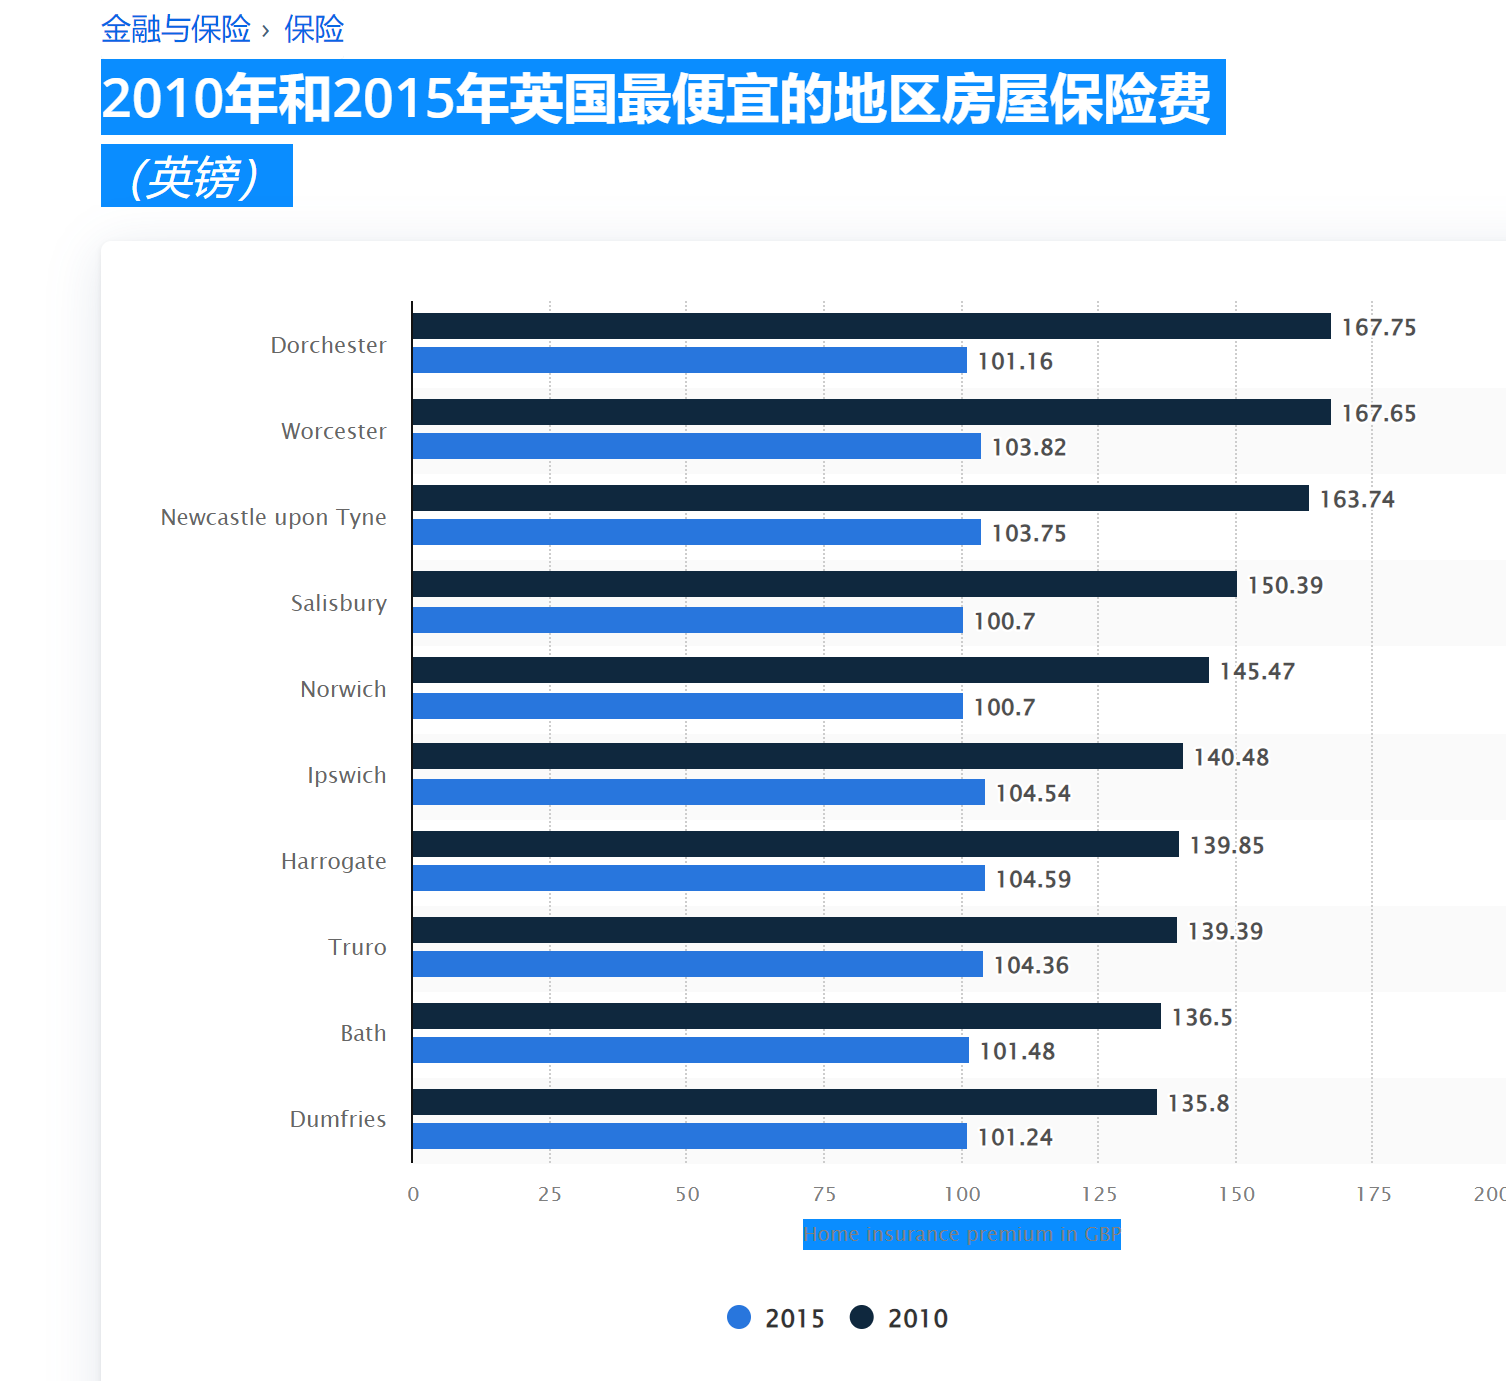 金融与保险 › 保险
2010年和2015年英国最便宜的地区房屋保险费
（英镑）
Dorchester
167.75
101.16
Worcester
167.65
103.82
Newcastle upon Tyne
163.74
103.75
Salisbury
150.39
100.7
Norwich
145.47
100.7
Ipswich
140.48
104.54
Harrogate
139.85
104.59
Truro
139.39
104.36
Bath
136.5
101.48
Dumfries
135.8
101.24
0 25 50 75 100 125 150 175 200
Home insurance premium in GBP
2015 2010